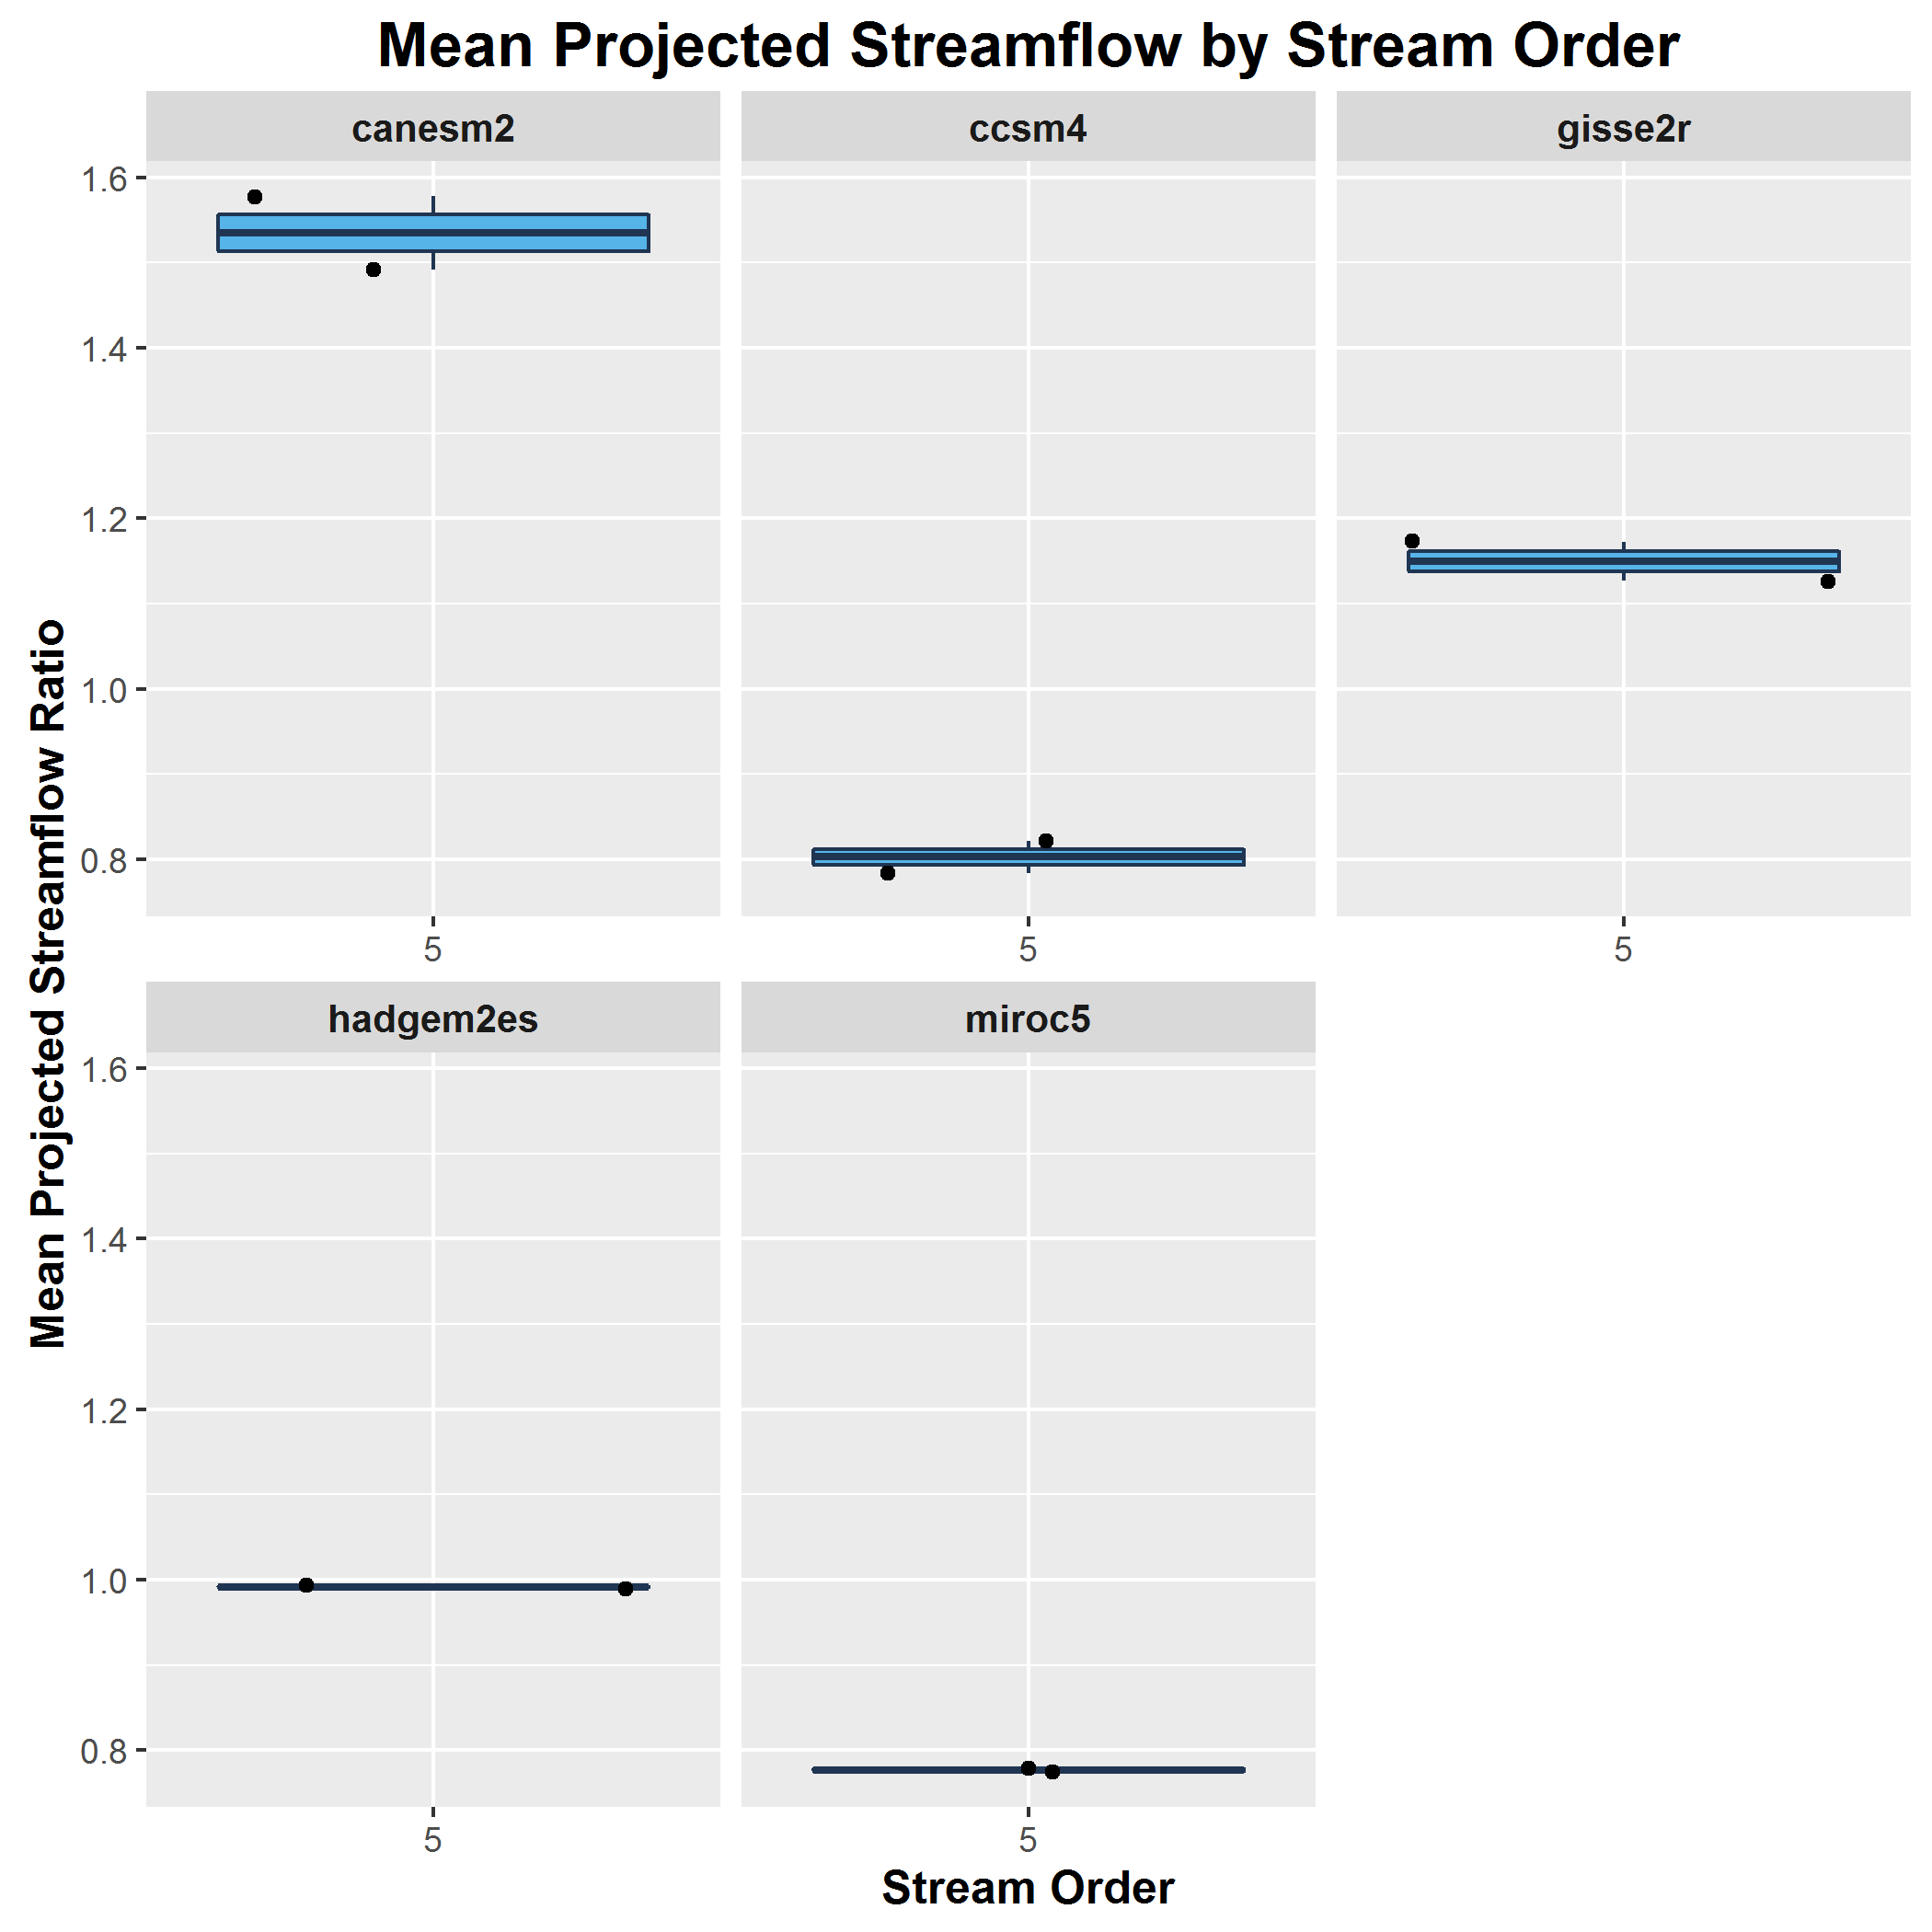 Mean Projected Streamflow by Stream Order
canesm2
ccsm4
gisse2r
1.6
1.4
1.2
1.0
0.8
5
5
5
Mean Projected Streamflow Ratio
hadgem2es
miroc5
1.6
1.4
1.2
1.0
0.8
5
5
Stream Order